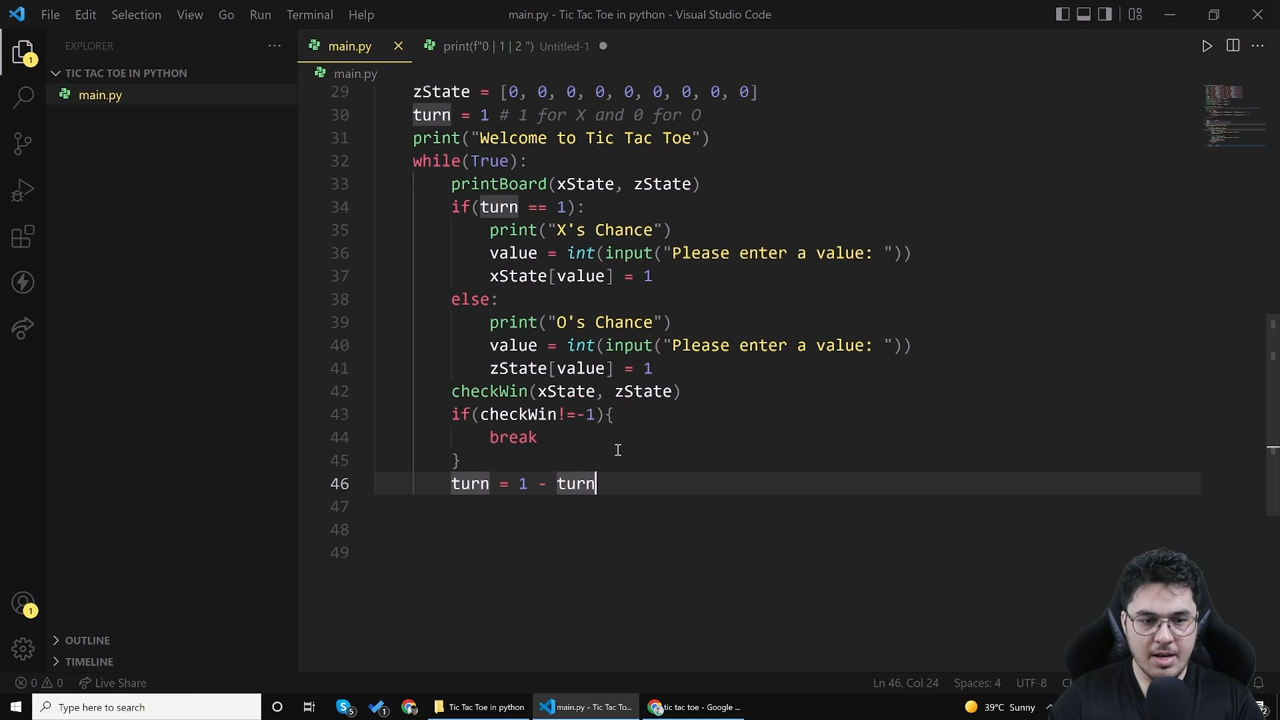 File Edit Selection View Go Run Terminal Help
main.py - Tic Tac Toe in python - Visual Studio Code
EXPLORER
main.py
print(f"0 | 1 | 2 ") Untitled-1
TIC TAC TOE IN PYTHON
main.py
main.py
29 zState = [0, 0, 0, 0, 0, 0, 0, 0, 0]
30 turn = 1 # 1 for X and 0 for O
31 print("Welcome to Tic Tac Toe")
32 while(True):
33 printBoard(xState, zState)
34 if(turn == 1):
35 print("X's Chance")
36 value = int(input("Please enter a value: "))
37 xState[value] = 1
38 else:
39 print("O's Chance")
40 value = int(input("Please enter a value: "))
41 zState[value] = 1
42 checkWin(xState, zState)
43 if(checkWin!=-1){
44 break
45 }
46 turn = 1 - turn
47
48
49
1
1
OUTLINE
TIMELINE
0 0 Live Share
Ln 46, Col 24 Spaces: 4 UTF-8
Type here to search
Tic Tac Toe in python
main.py - Tic Tac To...
tic tac toe - Google ...
39°C Sunny